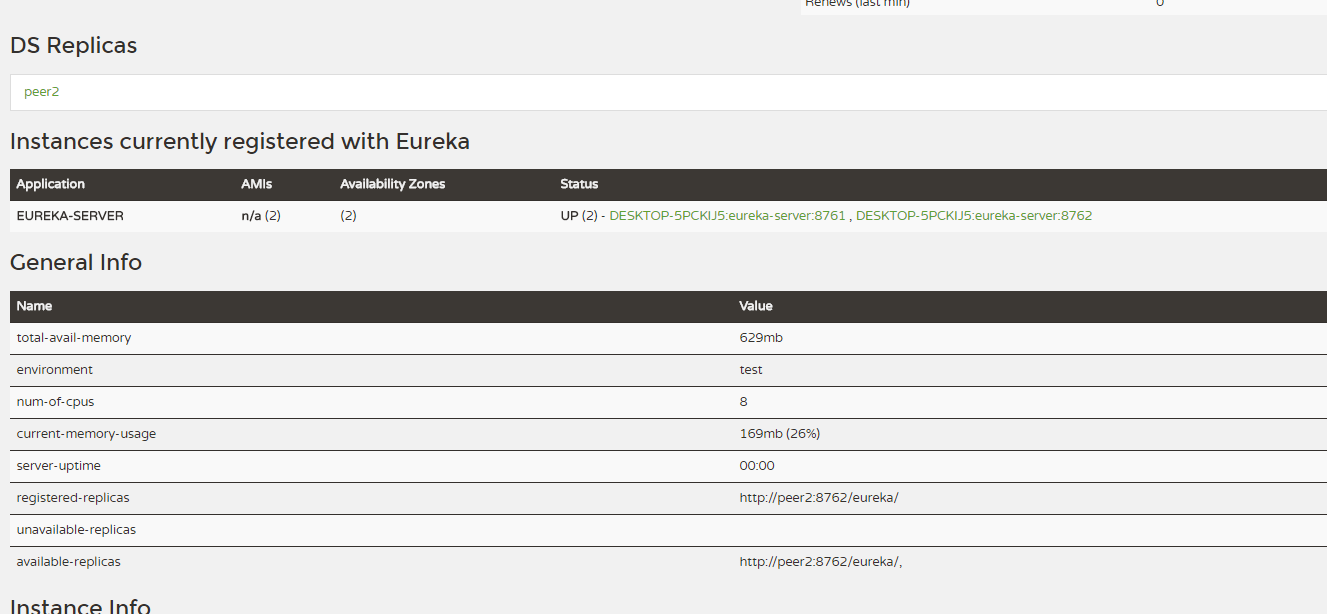 Renews (last min) 0
DS Replicas
peer2
Instances currently registered with Eureka
Application AMIs Availability Zones Status
EUREKA-SERVER n/a (2) (2) UP (2) - DESKTOP-5PCKIJ5:eureka-server:8761 , DESKTOP-5PCKIJ5:eureka-server:8762
General Info
Name Value
total-avail-memory 629mb
environment test
num-of-cpus 8
current-memory-usage 169mb (26%)
server-uptime 00:00
registered-replicas http://peer2:8762/eureka/
unavailable-replicas
available-replicas http://peer2:8762/eureka/,
Instance Info